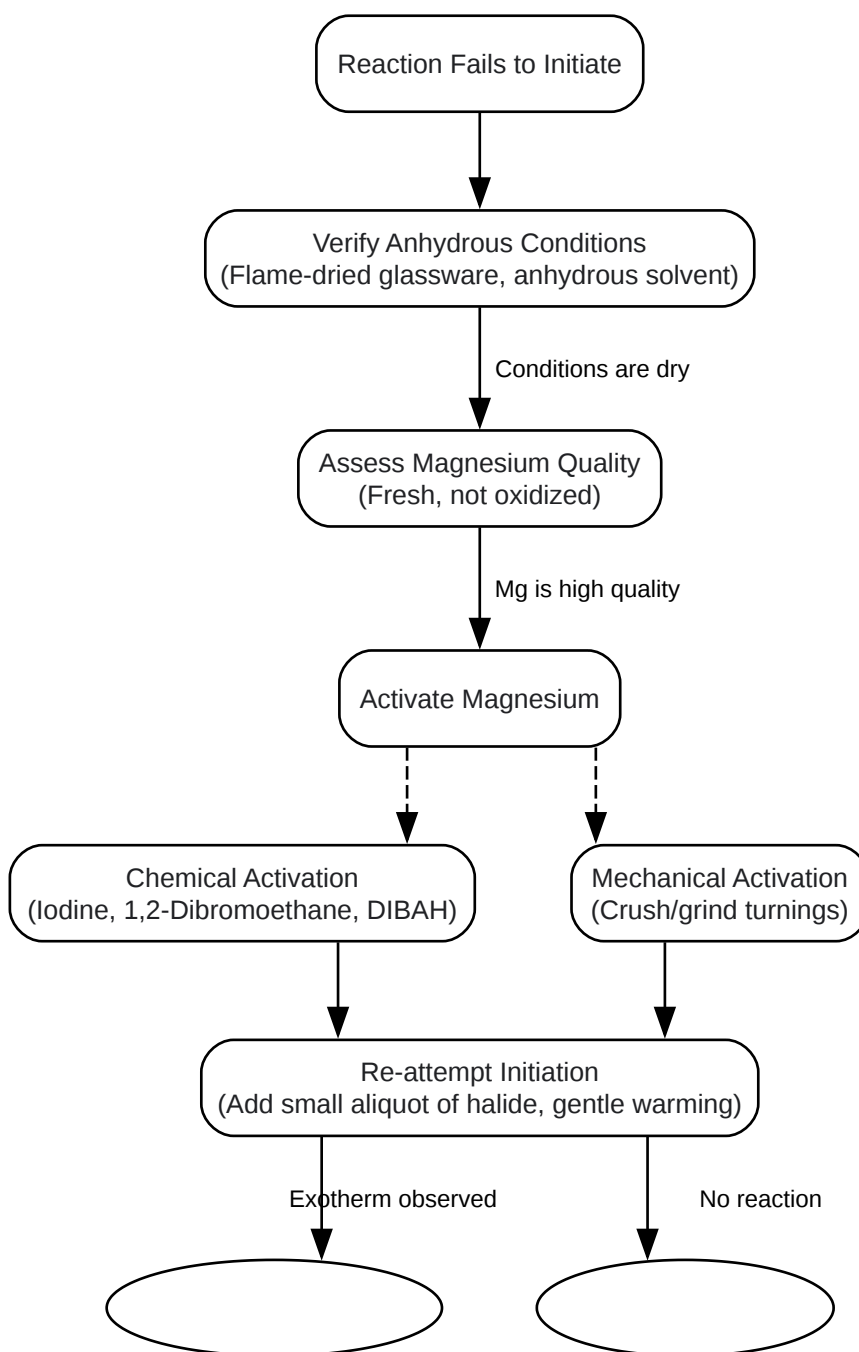 Reaction Fails to Initiate
Verify Anhydrous Conditions
(Flame-dried glassware, anhydrous solvent)
Conditions are dry
Assess Magnesium Quality
(Fresh, not oxidized)
Mg is high quality
Activate Magnesium
Chemical Activation
(Iodine, 1,2-Dibromoethane, DIBAH)
Mechanical Activation
(Crush/grind turnings)
Re-attempt Initiation
(Add small aliquot of halide, gentle warming)
Exotherm observed
No reaction